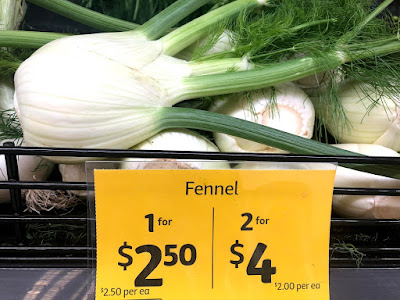 Fennel
1 for
$2.50
$2.50 per ea
2 for
$4
$2.00 per ea